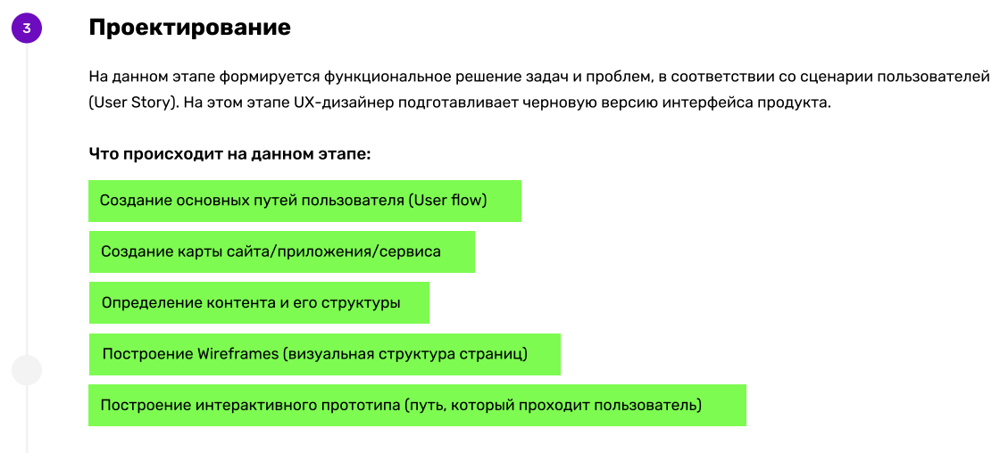 3
Проектирование
На данном этапе формируется функциональное решение задач и проблем, в соответствии со сценарии пользователей
(User Story). На этом этапе UX-дизайнер подготавливает черновую версию интерфейса продукта.
Что происходит на данном этапе:
Создание основных путей пользователя (User flow)
Создание карты сайта/приложения/сервиса
Определение контента и его структуры
Построение Wireframes (визуальная структура страниц)
Построение интерактивного прототипа (путь, который проходит пользователь)